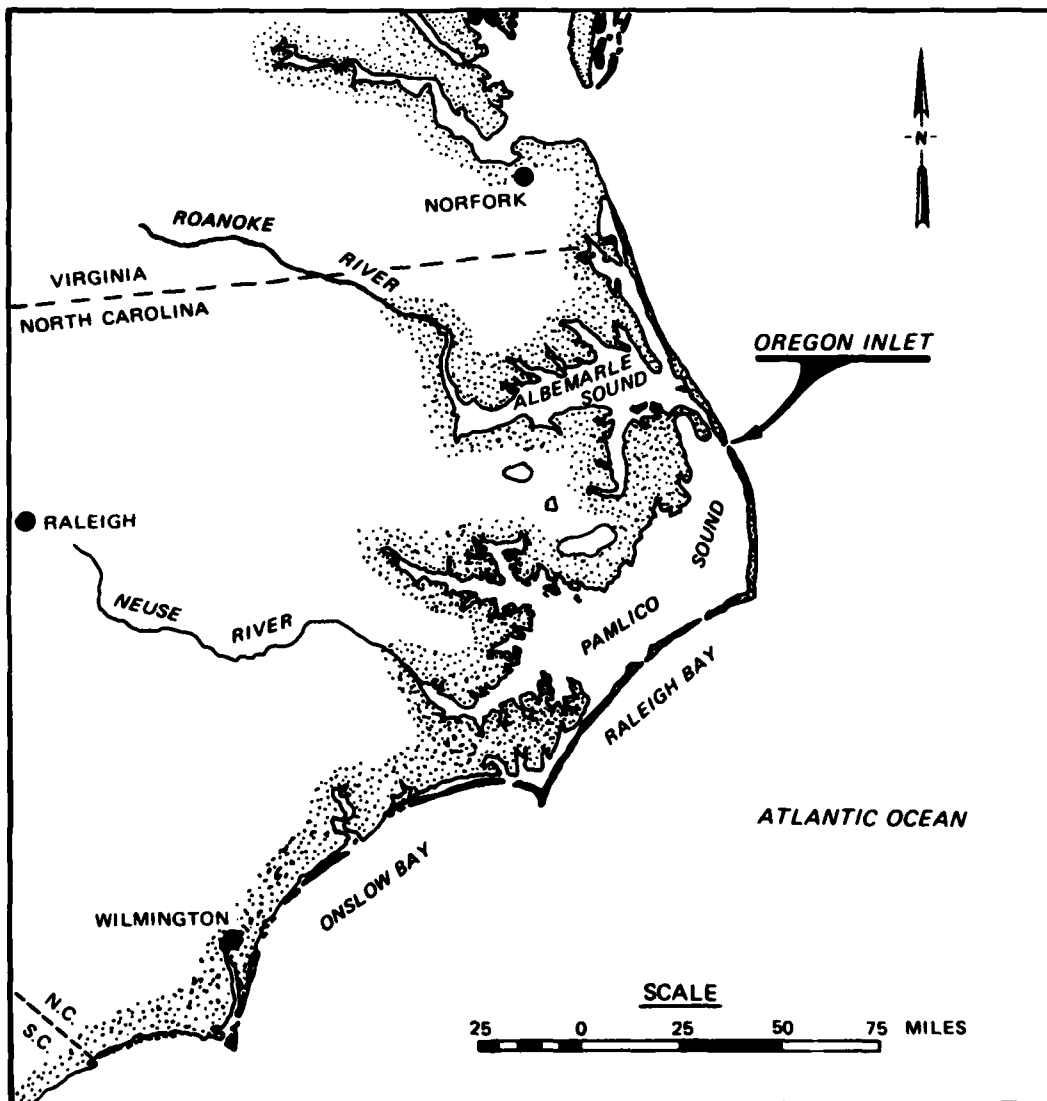 N
NORFORK
ROANOKE
RIVER
VIRGINIA
NORTH CAROLINA
OREGON INLET
ALBEMARLE
SOUND
RALEIGH
SOUND
NEUSE
RIVER
PAMLICO
RALEIGH BAY
ATLANTIC OCEAN
ONSLOW BAY
WILMINGTON
N.C.
S.C.
SCALE
25 0 25 50 75 MILES